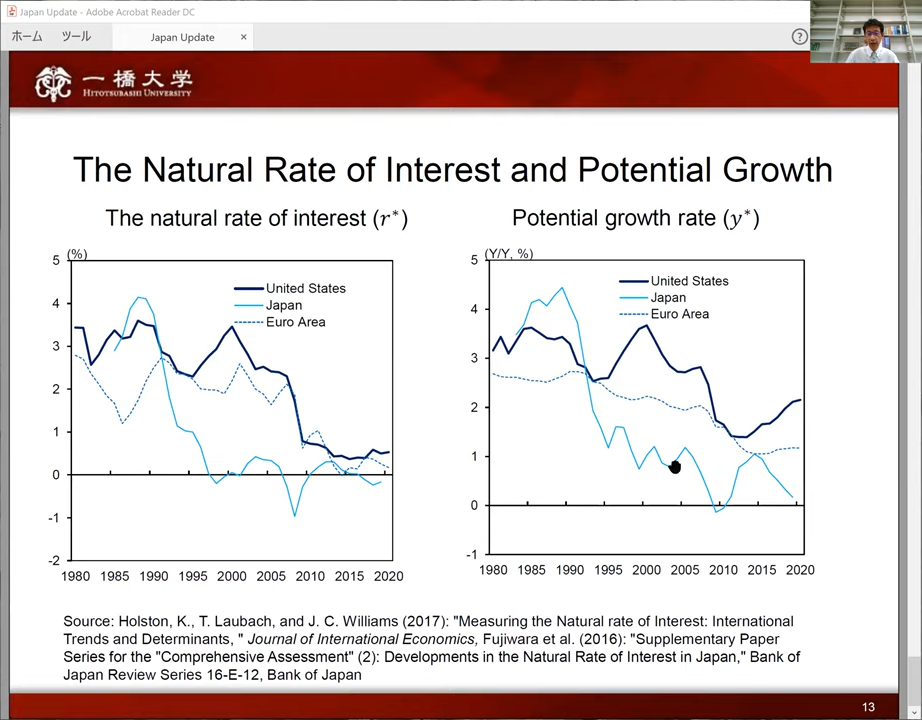 Japan Update - Adobe Acrobat Reader DC
ホーム ツール Japan Update × ?
一橋大学
HITOTSUBASHI UNIVERSITY
The Natural Rate of Interest and Potential Growth
The natural rate of interest (r*)
(%)
5
4
3
2
1
0
-1
-2
United States
Japan
Euro Area
1980 1985 1990 1995 2000 2005 2010 2015 2020
Potential growth rate (y*)
(Y/Y, %)
5
4
3
2
1
0
-1
United States
Japan
Euro Area
1980 1985 1990 1995 2000 2005 2010 2015 2020
Source: Holston, K., T. Laubach, and J. C. Williams (2017): "Measuring the Natural rate of Interest: International
Trends and Determinants, " Journal of International Economics, Fujiwara et al. (2016): "Supplementary Paper
Series for the "Comprehensive Assessment" (2): Developments in the Natural Rate of Interest in Japan," Bank of
Japan Review Series 16-E-12, Bank of Japan
13